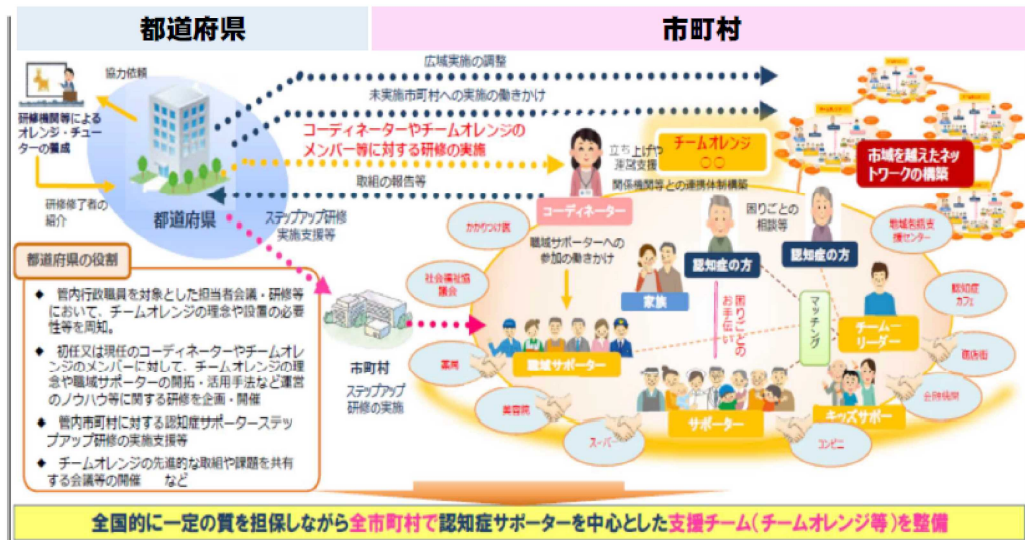 都道府県
市町村
協力依頼
研修機関等による
オレンジ・チュー
ターの養成
研修修了者の
紹介
都道府県
広域実施の調整
未実施市町村への実施の働きかけ
コーディネーターやチームオレンジの
メンバー等に対する研修の実施
取組の報告等
ステップアップ研修
実施支援等
立ち上げや
運営支援
チームオレンジ
○○
関係機関等との連携体制構築
市域を越えたネッ
トワークの構築
コーディネーター
職域サポーターへの
参加の働きかけ
困りごとの
相談等
認知症の方
認知症の方
家族
困りごとの
お手伝い
マッチング
チームー
リーダー
職域サポーター
サポーター
キッズサポー
かかりつけ医
社会福祉協
議会
薬局
美容院
スーパー
コンビニ
金融機関
商店街
認知症
カフェ
地域包括支
援センター
市町村
ステップアップ
研修の実施
都道府県の役割
◆ 管内行政職員を対象とした担当者会議・研修等
において、チームオレンジの理念や設置の必要
性等を周知。
◆ 初任又は現任のコーディネーターやチームオレ
ンジのメンバーに対して、チームオレンジの理
念や職域サポーターの開拓・活用手法など運営
のノウハウ等に関する研修を企画・開催
◆ 管内市町村に対する認知症サポーターステッ
プアップ研修の実施支援等
◆ チームオレンジの先進的な取組や課題を共有
する会議等の開催 など
全国的に一定の質を担保しながら全市町村で認知症サポーターを中心とした支援チーム(チームオレンジ等)を整備